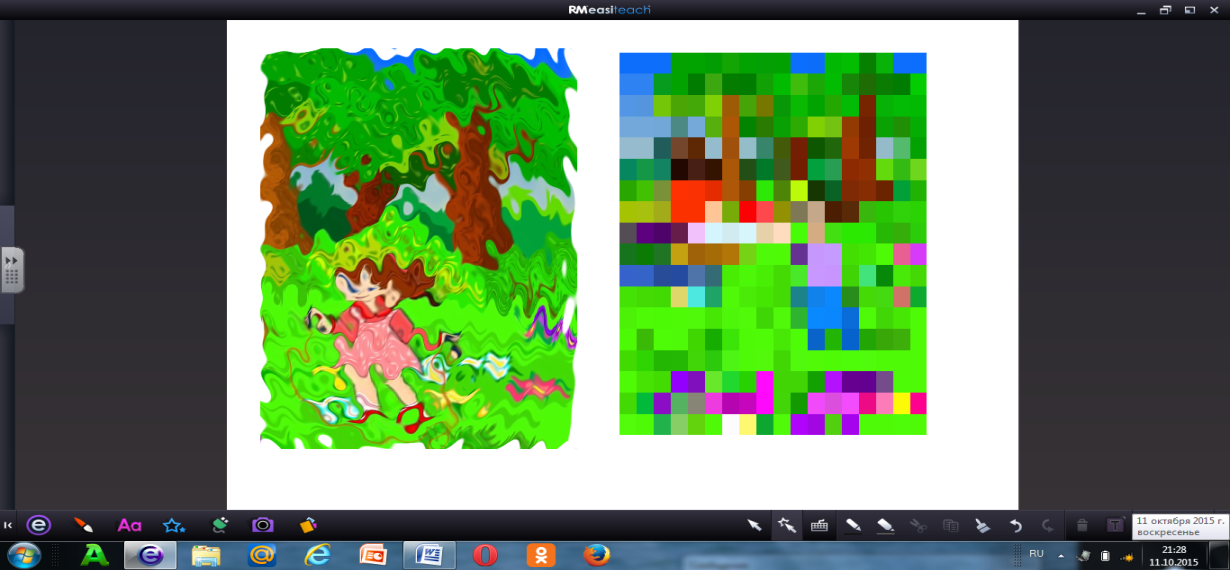 RMeasiteach
Aa
T
11 октября 2015 г.
воскресенье
RU
21:28
11.10.2015